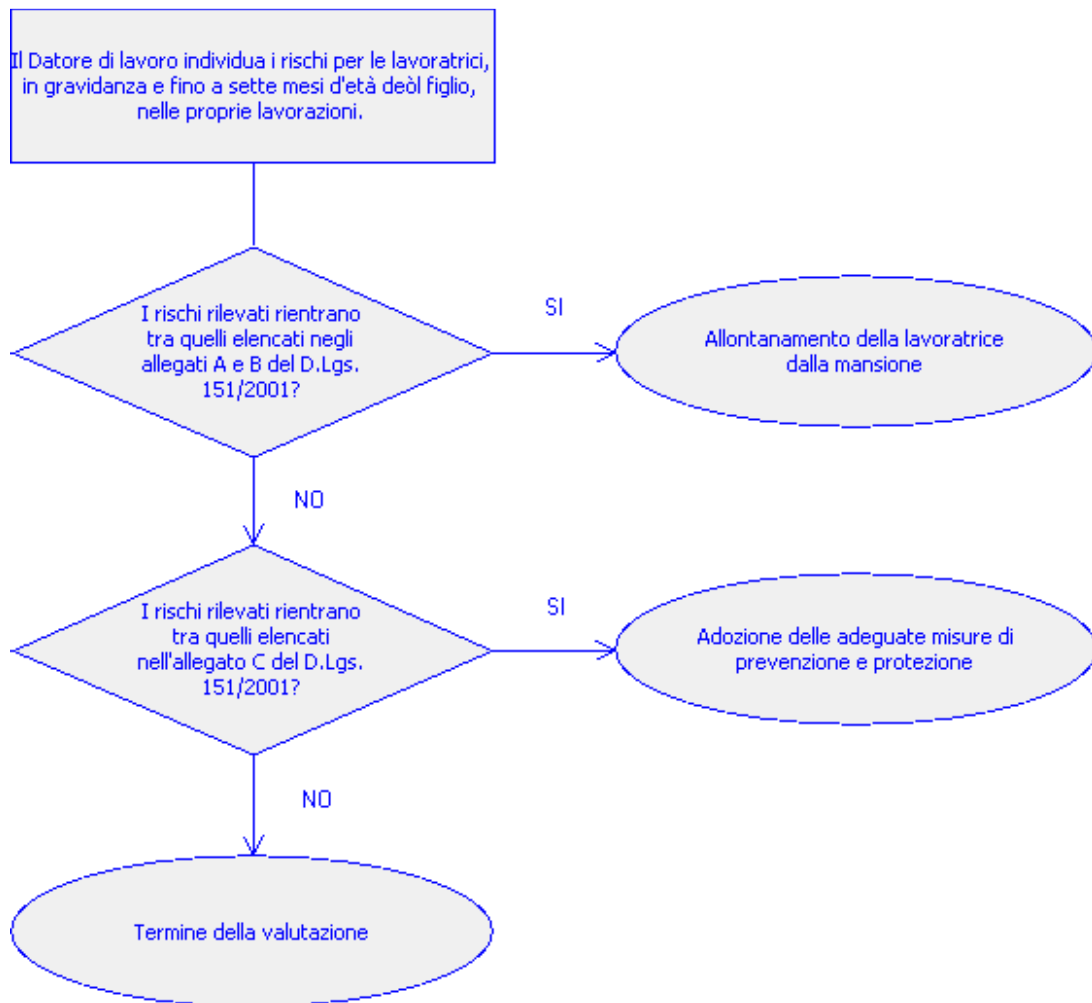 Il Datore di lavoro individua i rischi per le lavoratrici,
in gravidanza e fino a sette mesi d'età deòl figlio,
nelle proprie lavorazioni.
I rischi rilevati rientrano
tra quelli elencati negli
allegati A e B del D.Lgs.
151/2001?
SI
Allontanamento della lavoratrice
dalla mansione
NO
I rischi rilevati rientrano
tra quelli elencati
nell'allegato C del D.Lgs.
151/2001?
SI
Adozione delle adeguate misure di
prevenzione e protezione
NO
Termine della valutazione